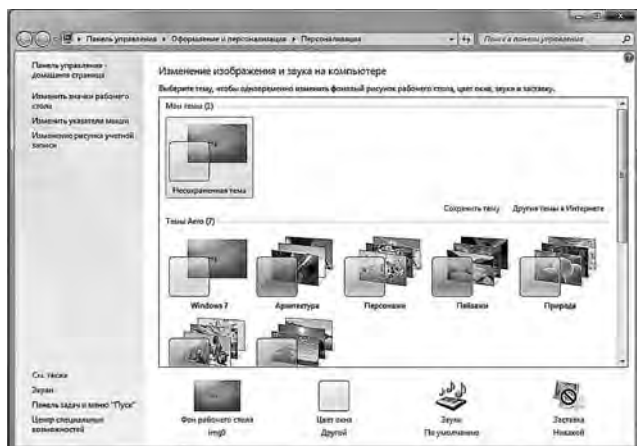 Панель управления ▸ Оформление и персонализация ▸ Персонализация
Поиск в панели управления
Панель управления -
домашняя страница
Изменить значки рабочего
стола
Изменить указатели мыши
Изменение рисунка учетной
записи
См. также
Экран
Панель задач и меню "Пуск"
Центр специальных
возможностей
Изменение изображения и звука на компьютере
Выберите тему, чтобы одновременно изменить фоновый рисунок рабочего стола, цвет окна, звуки и заставку.
Мои темы (1)
Несохраненная тема
Сохранить тему Другие темы в Интернете
Темы Aero (7)
Windows 7 Архитектура Персонажи Пейзажи Природа
Фон рабочего стола Цвет окна Звуки Заставка
img0 Другой По умолчанию Никакой